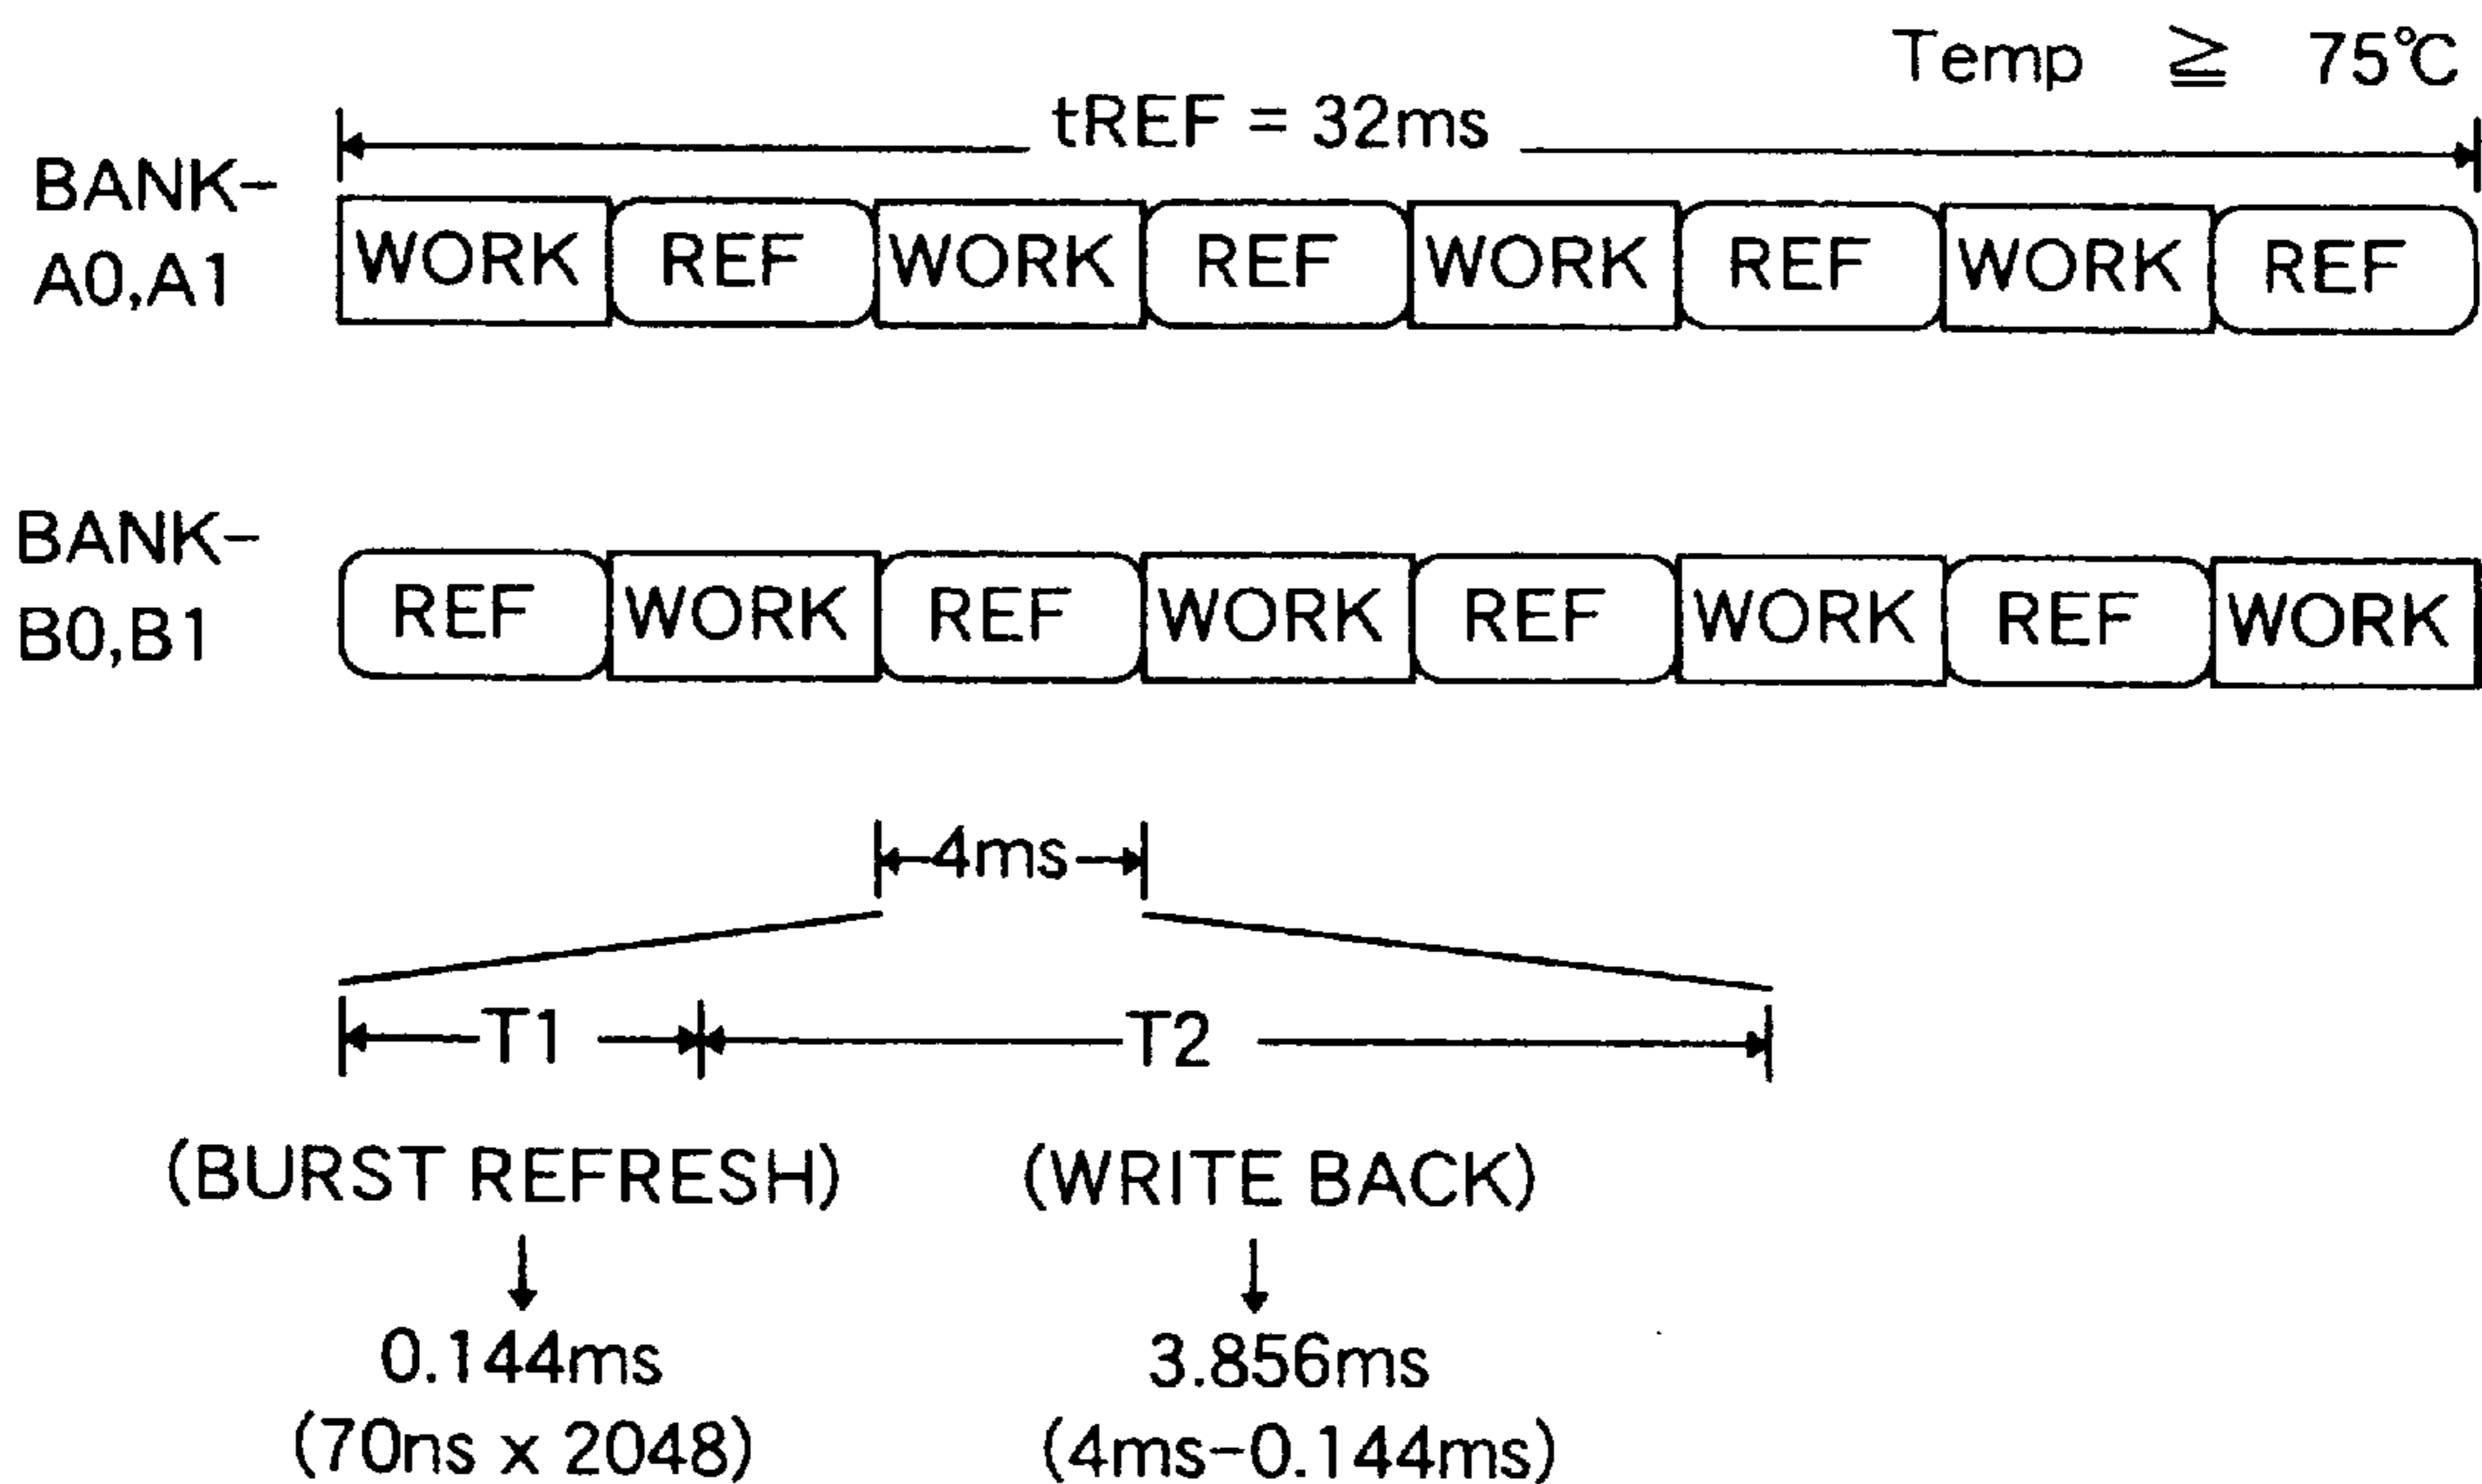 Temp ≧ 75℃
tREF = 32ms
BANK-
A0,A1
WORK REF WORK REF WORK REF WORK REF
BANK-
B0,B1
REF WORK REF WORK REF WORK REF WORK
4ms
T1 T2
(BURST REFRESH) (WRITE BACK)
0.144ms 3.856ms
(70ns x 2048) (4ms-0.144ms)